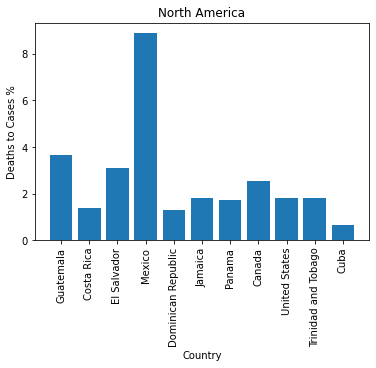 North America
Deaths to Cases %
8
6
4
2
0
Guatemala
Costa Rica
El Salvador
Mexico
Dominican Republic
Jamaica
Panama
Canada
United States
Trinidad and Tobago
Cuba
Country